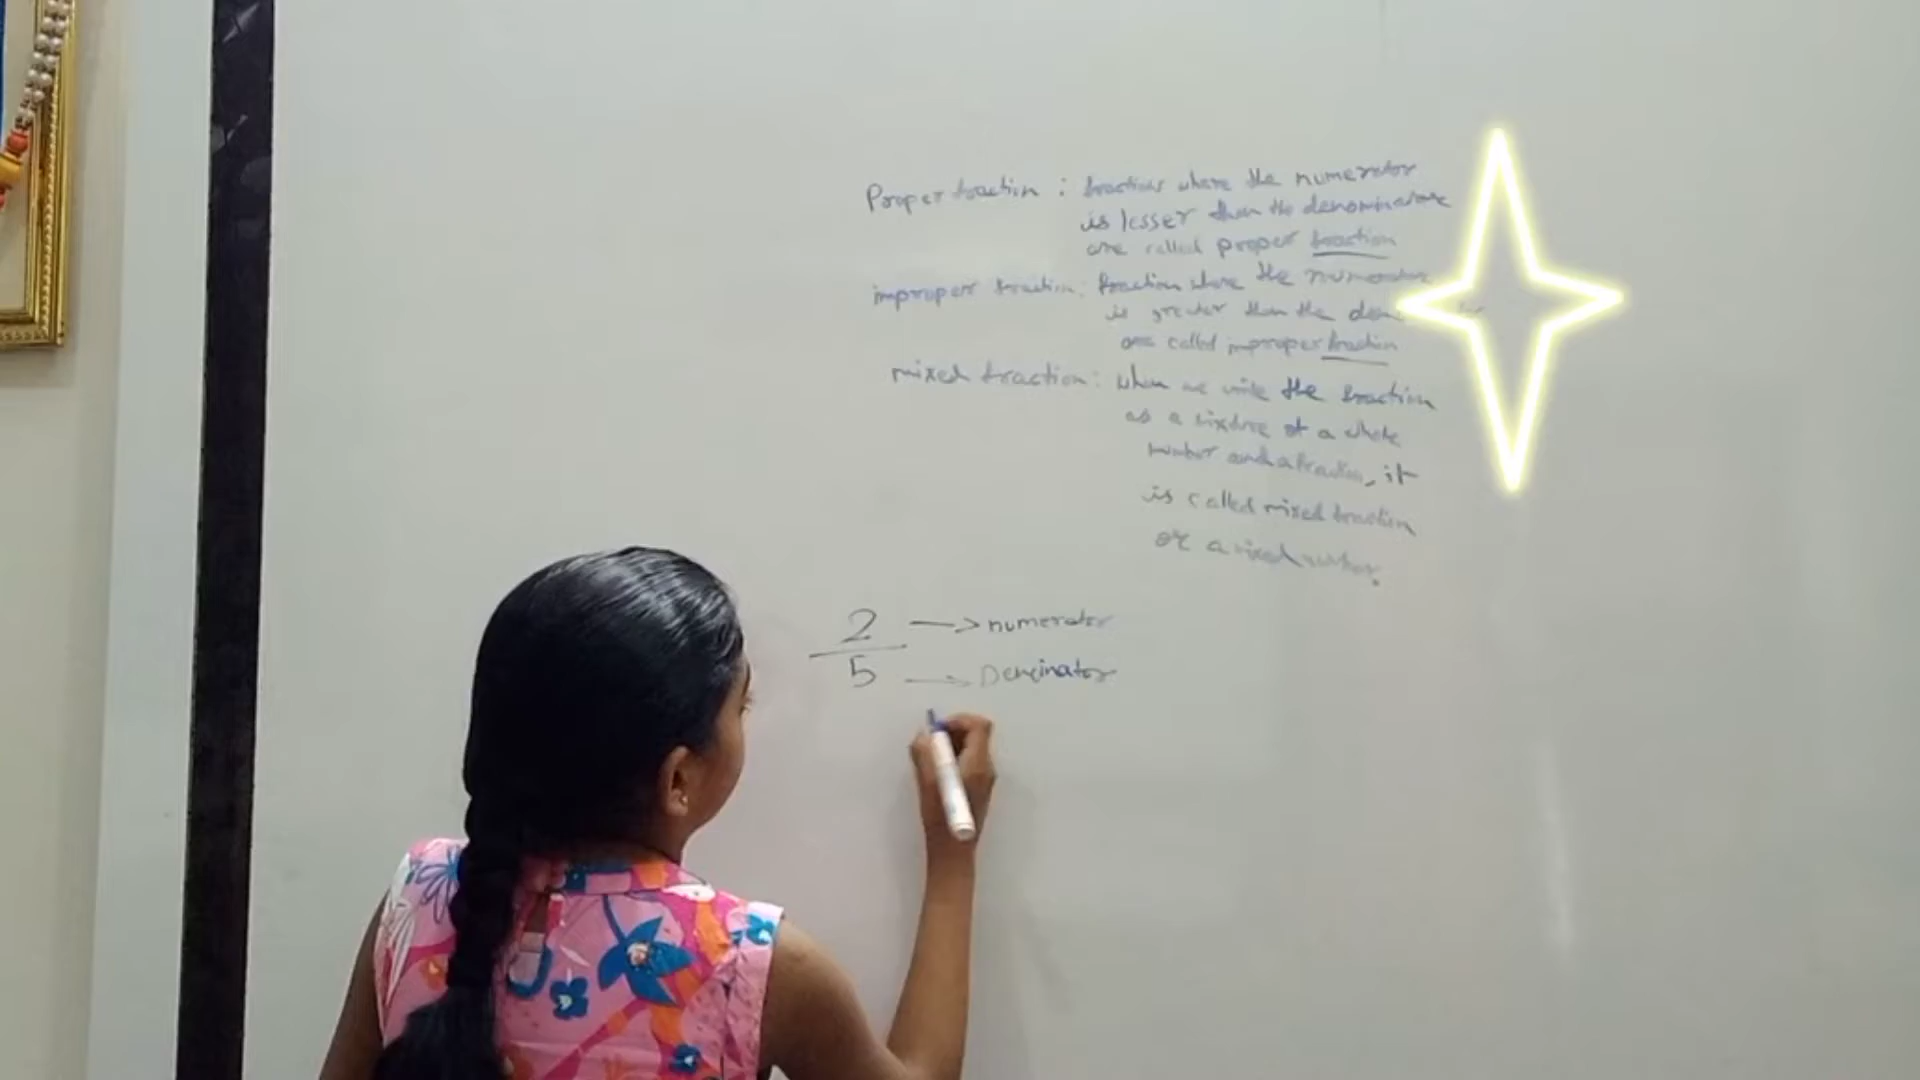 Proper fraction : fractions where the numerator
is lesser than the denominator
are called proper fraction
improper fraction : fraction where the numerator
is greater than the
are called improper fraction
mixed fraction : when we write the fraction
as a mixture of a whole
number and a fraction, it
is called mixed fraction
or a mixed number.
2 —> numerator
5 —> Denominator